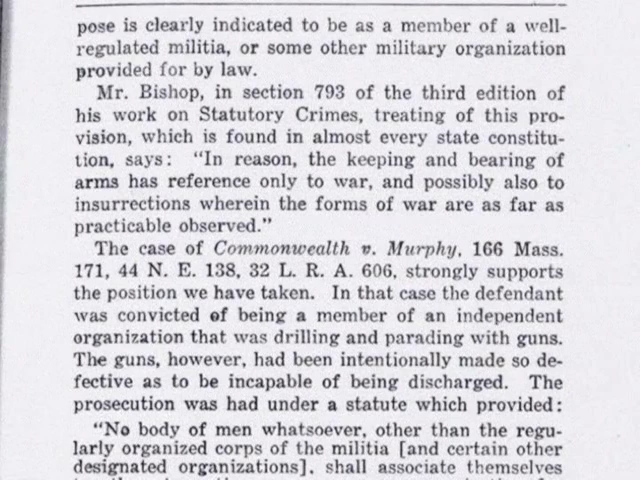 pose is clearly indicated to be as a member of a well-
regulated militia, or some other military organization
provided for by law.
Mr. Bishop, in section 793 of the third edition of
his work on Statutory Crimes, treating of this pro-
vision, which is found in almost every state constitu-
tion, says: "In reason, the keeping and bearing of
arms has reference only to war, and possibly also to
insurrections wherein the forms of war are as far as
practicable observed."
The case of Commonwealth v. Murphy, 166 Mass.
171, 44 N. E. 138, 32 L. R. A. 606, strongly supports
the position we have taken. In that case the defendant
was convicted of being a member of an independent
organization that was drilling and parading with guns.
The guns, however, had been intentionally made so de-
fective as to be incapable of being discharged. The
prosecution was had under a statute which provided:
"No body of men whatsoever, other than the regu-
larly organized corps of the militia [and certain other
designated organizations], shall associate themselves